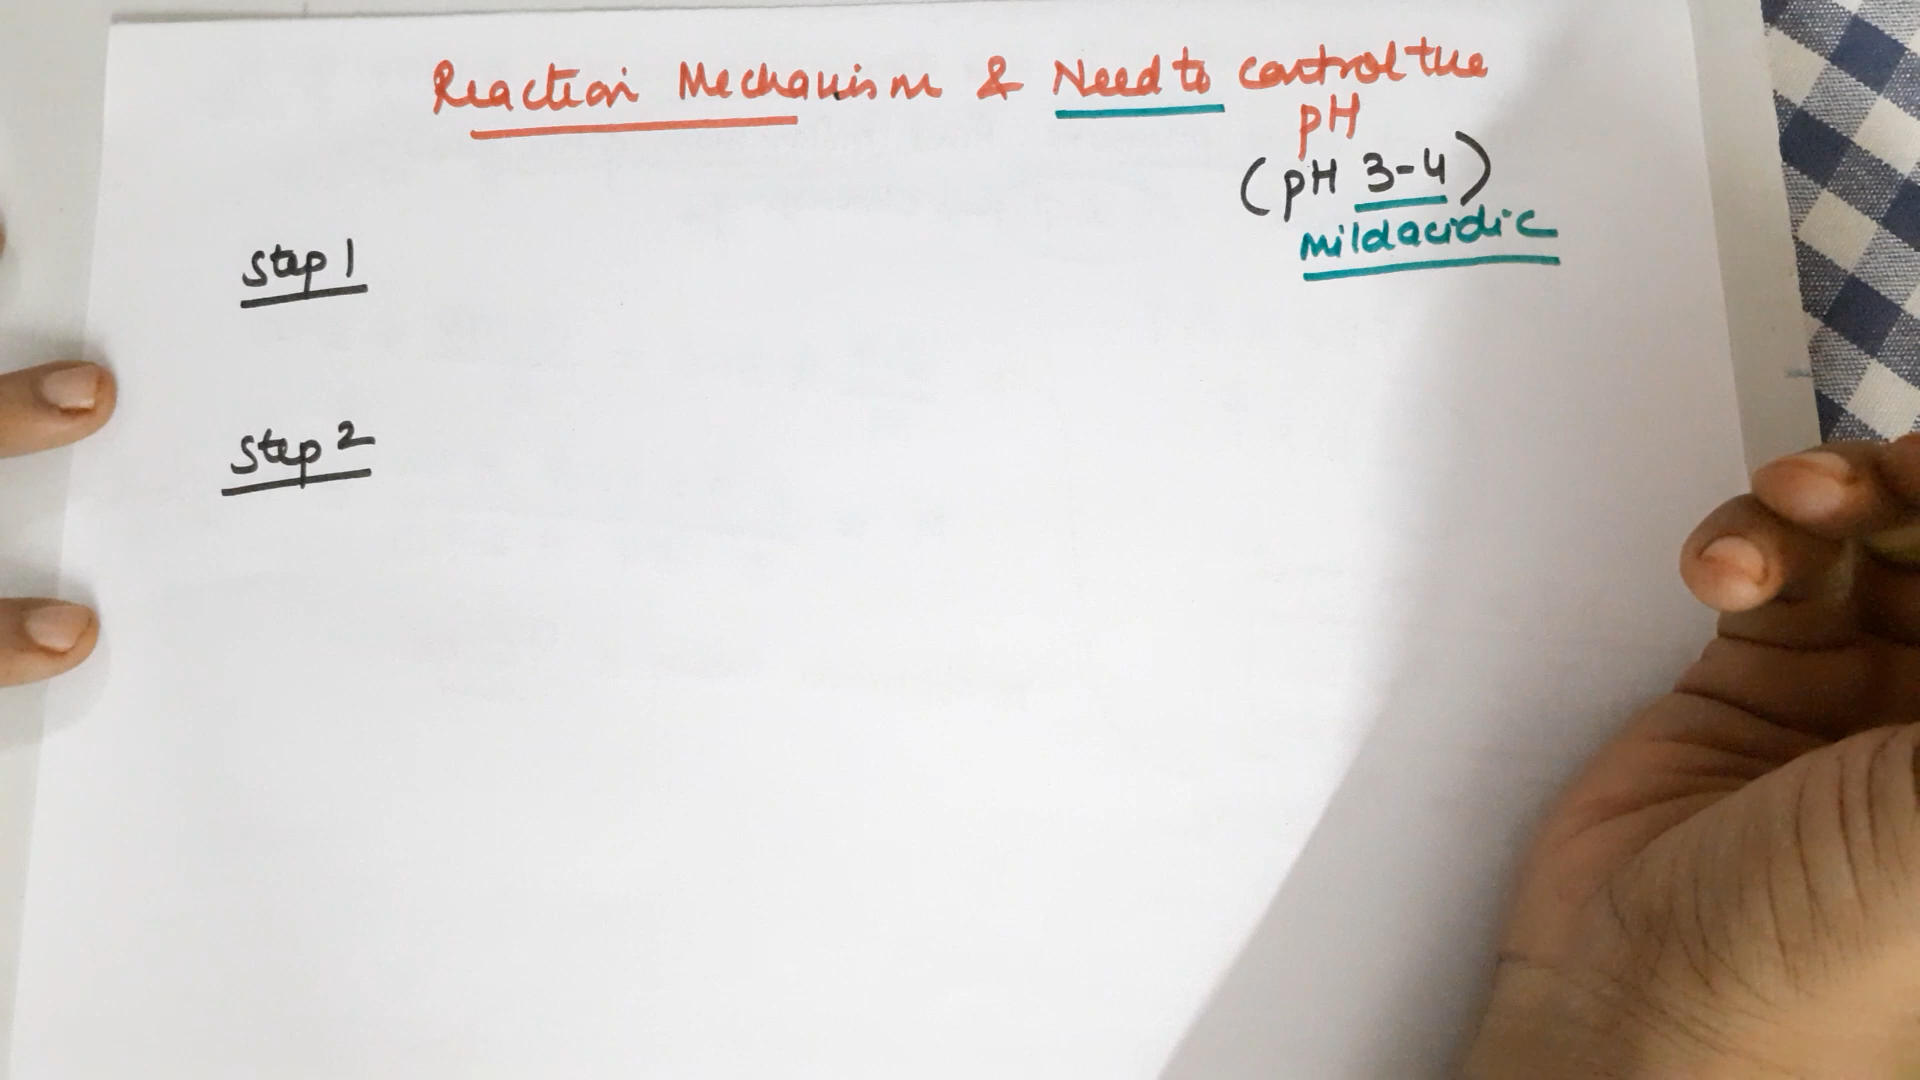 Reaction Mechanism & Need to control the
pH
(pH 3-4)
mild acidic
Step 1
Step 2